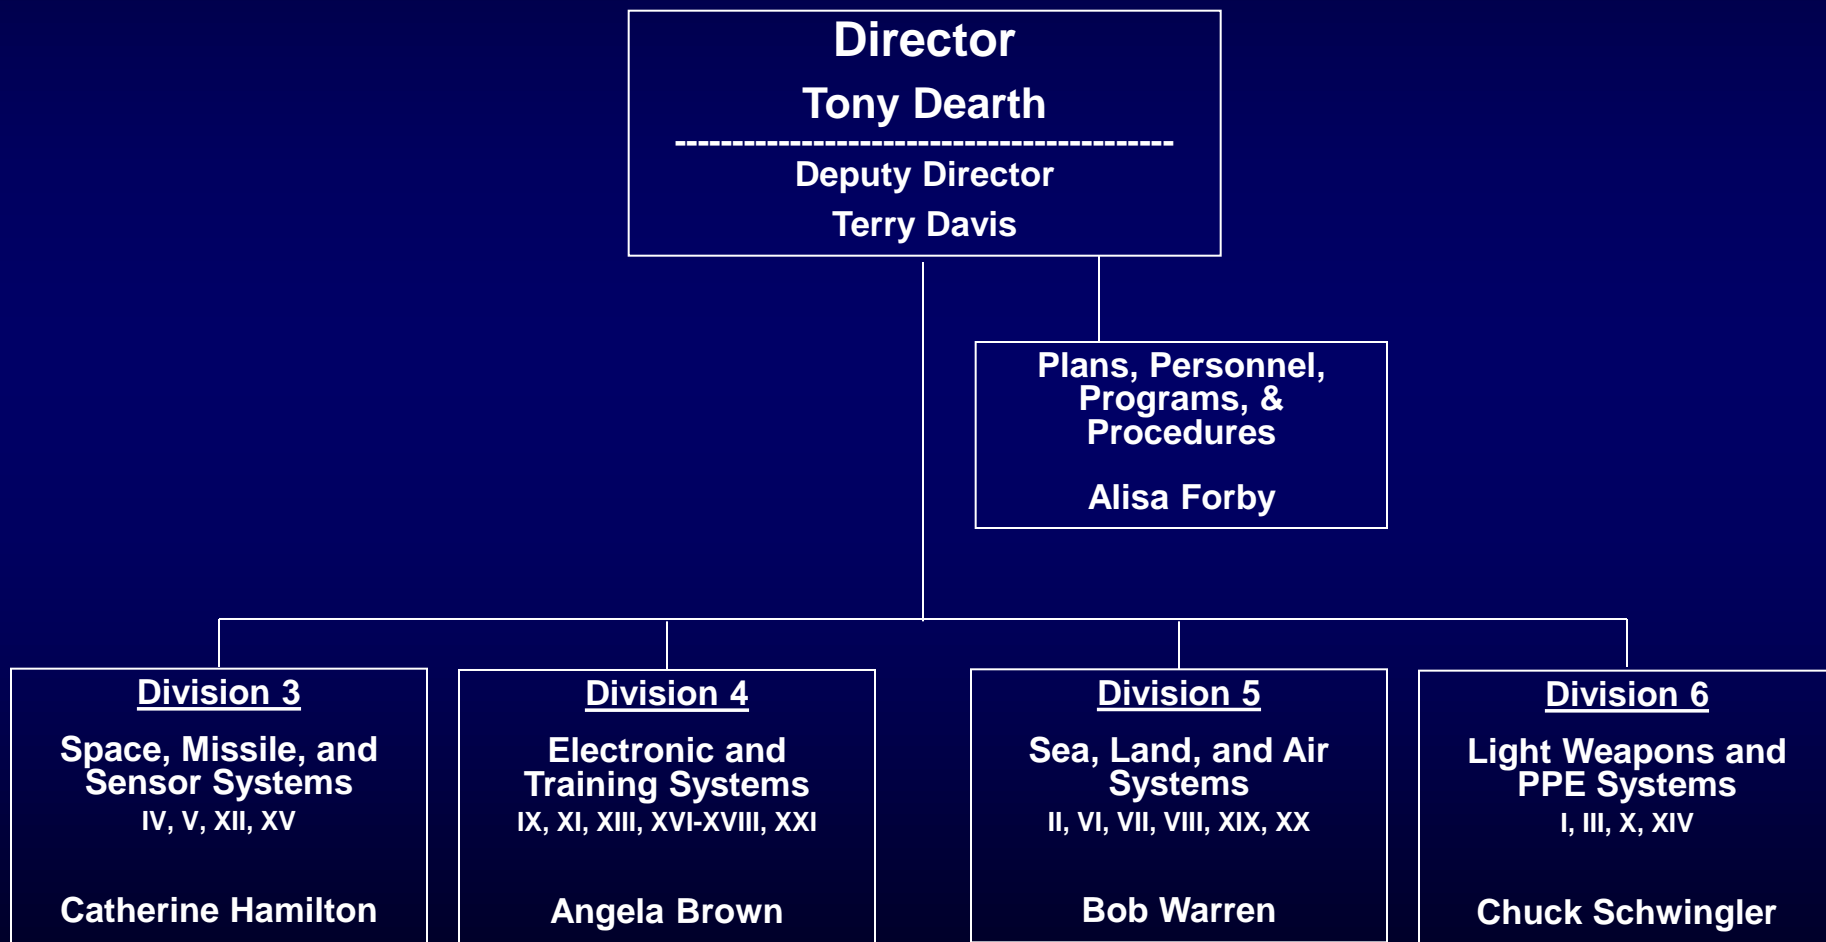 Director
Tony Dearth
-------------------------------------------
Deputy Director
Terry Davis
Plans, Personnel,
Programs, &
Procedures
Alisa Forby
Division 3
Space, Missile, and
Sensor Systems
IV, V, XII, XV
Catherine Hamilton
Division 4
Electronic and
Training Systems
IX, XI, XIII, XVI-XVIII, XXI
Angela Brown
Division 5
Sea, Land, and Air
Systems
II, VI, VII, VIII, XIX, XX
Bob Warren
Division 6
Light Weapons and
PPE Systems
I, III, X, XIV
Chuck Schwingler